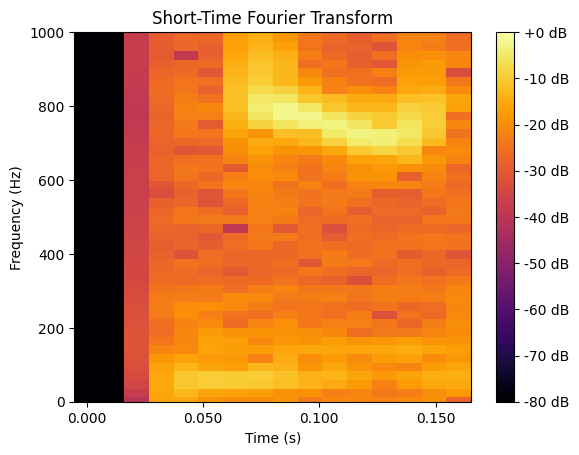 Short-Time Fourier Transform
Frequency (Hz)
1000
800
600
400
200
0
0.000
0.050
0.100
0.150
Time (s)
+0 dB
-10 dB
-20 dB
-30 dB
-40 dB
-50 dB
-60 dB
-70 dB
-80 dB